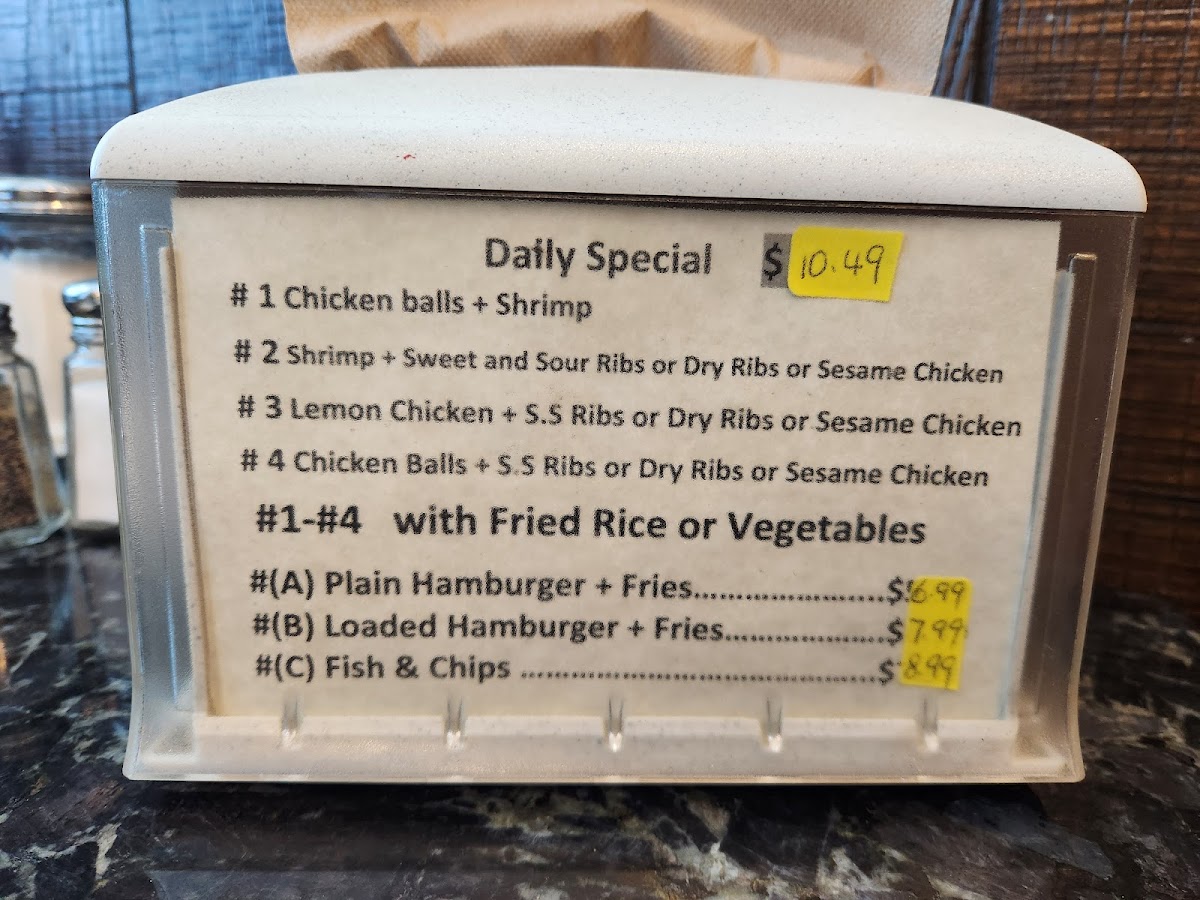 Daily Special $ 10.49
# 1 Chicken balls + Shrimp
# 2 Shrimp + Sweet and Sour Ribs or Dry Ribs or Sesame Chicken
# 3 Lemon Chicken + S.S Ribs or Dry Ribs or Sesame Chicken
# 4 Chicken Balls + S.S Ribs or Dry Ribs or Sesame Chicken
#1-#4 with Fried Rice or Vegetables
#(A) Plain Hamburger + Fries.......................$6.99
#(B) Loaded Hamburger + Fries...................$7.99
#(C) Fish & Chips ..........................................$8.99